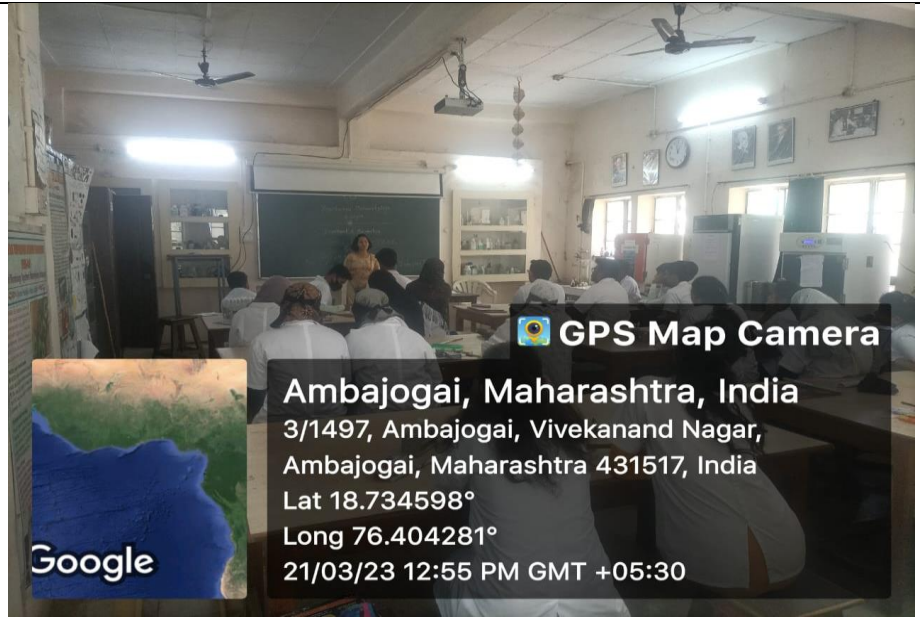 GPS Map Camera
Ambajogai, Maharashtra, India
3/1497, Ambajogai, Vivekanand Nagar,
Ambajogai, Maharashtra 431517, India
Lat 18.734598°
Long 76.404281°
21/03/23 12:55 PM GMT +05:30
Google